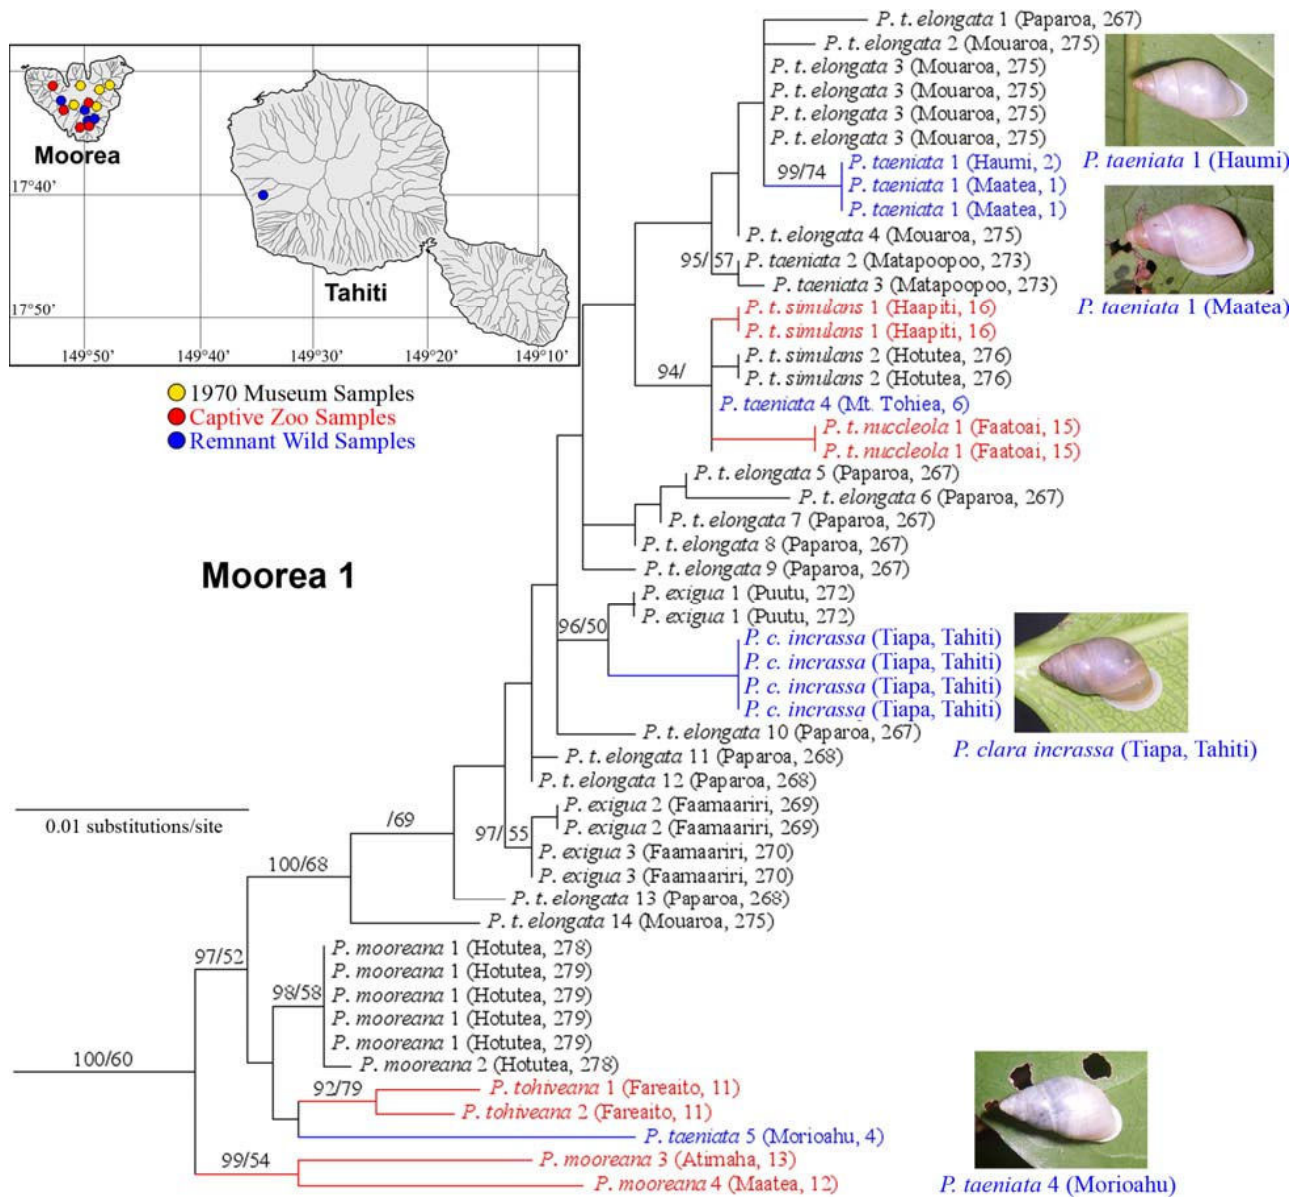 Moorea
17°40'
Tahiti
17°50'
149°50' 149°40' 149°30' 149°20' 149°10'
1970 Museum Samples
Captive Zoo Samples
Remnant Wild Samples
Moorea 1
0.01 substitutions/site
P. t. elongata 1 (Paparoa, 267)
P. t. elongata 2 (Mouaroa, 275)
P. t. elongata 3 (Mouaroa, 275)
P. t. elongata 3 (Mouaroa, 275)
P. t. elongata 3 (Mouaroa, 275)
P. t. elongata 3 (Mouaroa, 275)
99/74
P. taeniata 1 (Haumi, 2)
P. taeniata 1 (Maatea, 1)
P. taeniata 1 (Maatea, 1)
P. t. elongata 4 (Mouaroa, 275)
95/57
P. taeniata 2 (Matapoopoo, 273)
P. taeniata 3 (Matapoopoo, 273)
P. t. simulans 1 (Haapiti, 16)
P. t. simulans 1 (Haapiti, 16)
P. t. simulans 2 (Hotutea, 276)
P. t. simulans 2 (Hotutea, 276)
94/
P. taeniata 4 (Mt. Tohiea, 6)
P. t. nuccleola 1 (Faatoai, 15)
P. t. nuccleola 1 (Faatoai, 15)
P. t. elongata 5 (Paparoa, 267)
P. t. elongata 6 (Paparoa, 267)
P. t. elongata 7 (Paparoa, 267)
P. t. elongata 8 (Paparoa, 267)
P. t. elongata 9 (Paparoa, 267)
P. exigua 1 (Puutu, 272)
P. exigua 1 (Puutu, 272)
96/50
P. c. incrassa (Tiapa, Tahiti)
P. c. incrassa (Tiapa, Tahiti)
P. c. incrassa (Tiapa, Tahiti)
P. c. incrassa (Tiapa, Tahiti)
P. t. elongata 10 (Paparoa, 267)
P. t. elongata 11 (Paparoa, 268)
P. t. elongata 12 (Paparoa, 268)
P. exigua 2 (Faamaariri, 269)
P. exigua 2 (Faamaariri, 269)
/69
97/55
P. exigua 3 (Faamaariri, 270)
P. exigua 3 (Faamaariri, 270)
100/68
P. t. elongata 13 (Paparoa, 268)
P. t. elongata 14 (Mouaroa, 275)
97/52
P. mooreana 1 (Hotutea, 278)
P. mooreana 1 (Hotutea, 279)
98/58
P. mooreana 1 (Hotutea, 279)
P. mooreana 1 (Hotutea, 279)
P. mooreana 1 (Hotutea, 279)
100/60
P. mooreana 2 (Hotutea, 278)
92/79
P. tohiveana 1 (Fareaito, 11)
P. tohiveana 2 (Fareaito, 11)
P. taeniata 5 (Morioahu, 4)
99/54
P. mooreana 3 (Atimaha, 13)
P. mooreana 4 (Maatea, 12)
P. taeniata 1 (Haumi)
P. taeniata 1 (Maatea)
P. clara incrassa (Tiapa, Tahiti)
P. taeniata 4 (Morioahu)